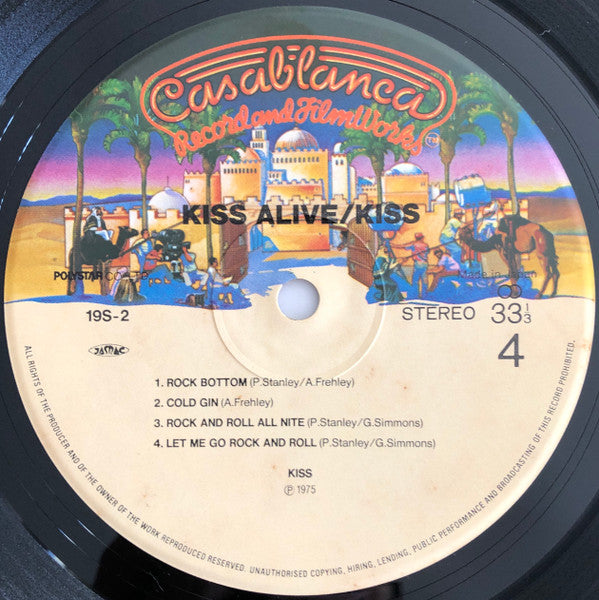 Casablanca
Record and FilmWorks TM
KISS ALIVE/KISS
POLYSTAR CO., LTD.
Made in Japan
19S-2
STEREO 33 1/3
JASRAC
4
1. ROCK BOTTOM (P.Stanley/A.Frehley)
2. COLD GIN (A.Frehley)
3. ROCK AND ROLL ALL NITE (P.Stanley/G.Simmons)
4. LET ME GO ROCK AND ROLL (P.Stanley/G.Simmons)
KISS
Ⓟ 1975
ALL RIGHTS OF THE PRODUCER AND OF THE OWNER OF THE WORK REPRODUCED RESERVED. UNAUTHORISED COPYING, HIRING, LENDING, PUBLIC PERFORMANCE AND BROADCASTING OF THIS RECORD PROHIBITED.